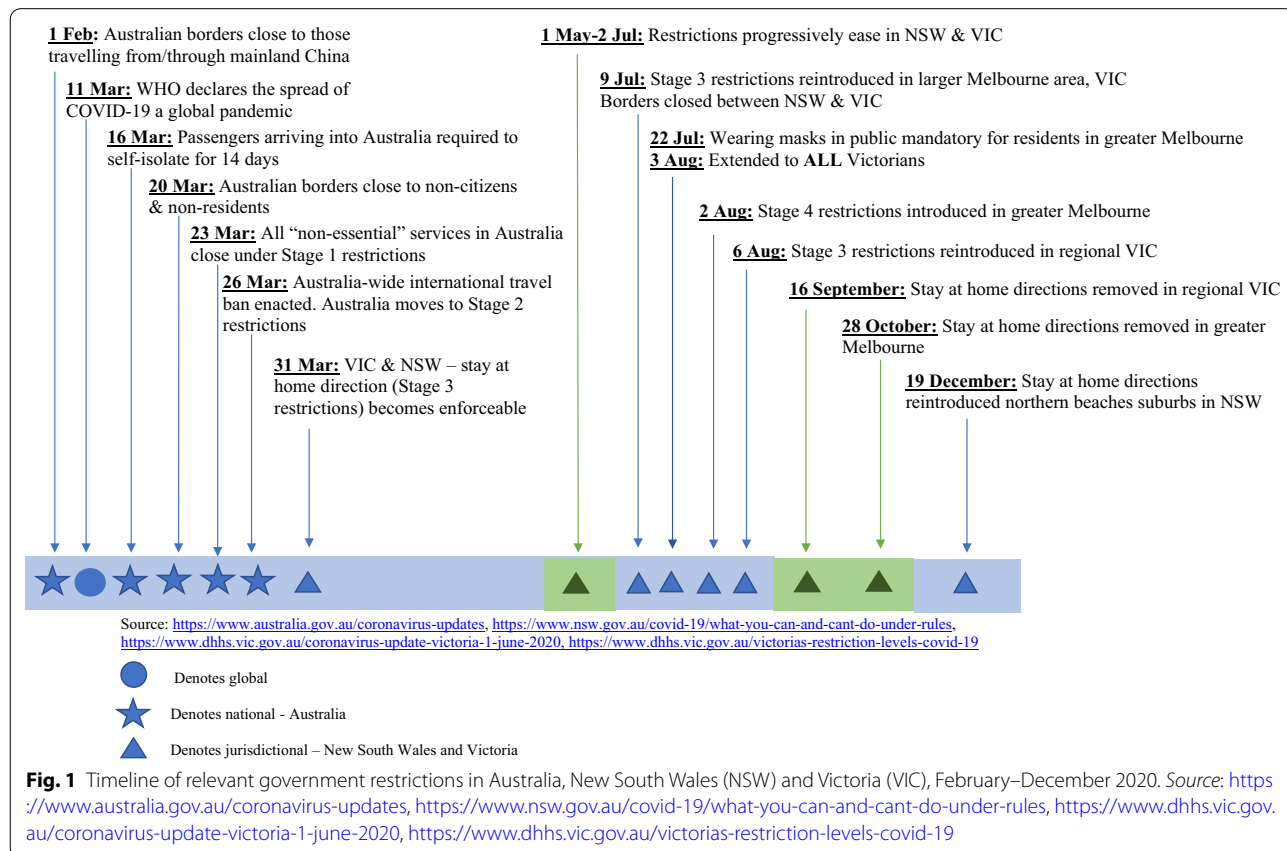 1 Feb: Australian borders close to those
travelling from/through mainland China
11 Mar: WHO declares the spread of
COVID-19 a global pandemic
16 Mar: Passengers arriving into Australia required to
self-isolate for 14 days
20 Mar: Australian borders close to non-citizens
& non-residents
23 Mar: All “non-essential” services in Australia
close under Stage 1 restrictions
26 Mar: Australia-wide international travel
ban enacted. Australia moves to Stage 2
restrictions
31 Mar: VIC & NSW – stay at
home direction (Stage 3
restrictions) becomes enforceable
1 May-2 Jul: Restrictions progressively ease in NSW & VIC
9 Jul: Stage 3 restrictions reintroduced in larger Melbourne area, VIC
Borders closed between NSW & VIC
22 Jul: Wearing masks in public mandatory for residents in greater Melbourne
3 Aug: Extended to ALL Victorians
2 Aug: Stage 4 restrictions introduced in greater Melbourne
6 Aug: Stage 3 restrictions reintroduced in regional VIC
16 September: Stay at home directions removed in regional VIC
28 October: Stay at home directions removed in greater
Melbourne
19 December: Stay at home directions
reintroduced northern beaches suburbs in NSW
Source: https://www.australia.gov.au/coronavirus-updates, https://www.nsw.gov.au/covid-19/what-you-can-and-cant-do-under-rules,
https://www.dhhs.vic.gov.au/coronavirus-update-victoria-1-june-2020, https://www.dhhs.vic.gov.au/victorias-restriction-levels-covid-19
Denotes global
Denotes national - Australia
Denotes jurisdictional – New South Wales and Victoria
Fig. 1 Timeline of relevant government restrictions in Australia, New South Wales (NSW) and Victoria (VIC), February–December 2020. Source: https
://www.australia.gov.au/coronavirus-updates, https://www.nsw.gov.au/covid-19/what-you-can-and-cant-do-under-rules, https://www.dhhs.vic.gov.
au/coronavirus-update-victoria-1-june-2020, https://www.dhhs.vic.gov.au/victorias-restriction-levels-covid-19